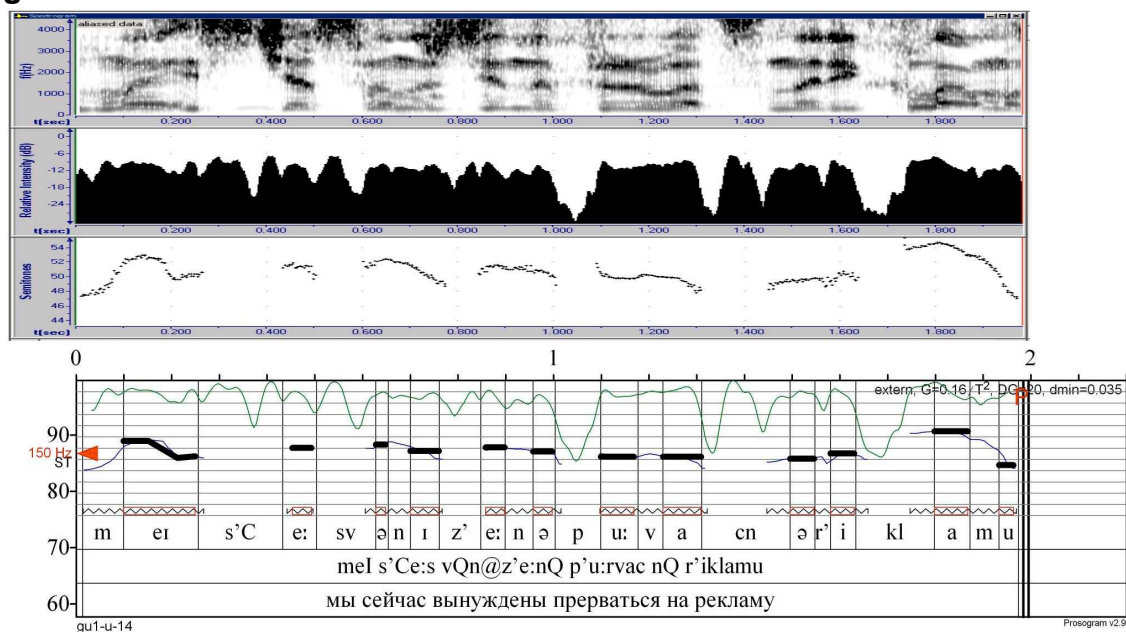 Spectrogram
aliazed data
4000
3000
2000
1000
0
f(Hz)
t(sec) 0.200 0.400 0.600 0.800 1.000 1.200 1.400 1.600 1.800
0
-6
-12
-18
-24
Relative Intensity (dB)
t(sec) 0.200 0.400 0.600 0.800 1.000 1.200 1.400 1.600 1.800
54
52
50
48
46
44
Semitones
t(sec) 0.200 0.400 0.600 0.800 1.000 1.200 1.400 1.600 1.800
0 1 2
extern, G=0.16/T², DG=20, dmin=0.035
P
90
150 Hz
ST
80
70
60
m eɪ s'C e: sv ə n ɪ z' e: n ə p u: v a cn ə r' i kl a m u
meI s'Ce:s vQn@z'e:nQ p'u:rvac nQ r'iklamu
мы сейчас вынуждены прерваться на рекламу
gu1-u-14
Prosogram v2.9